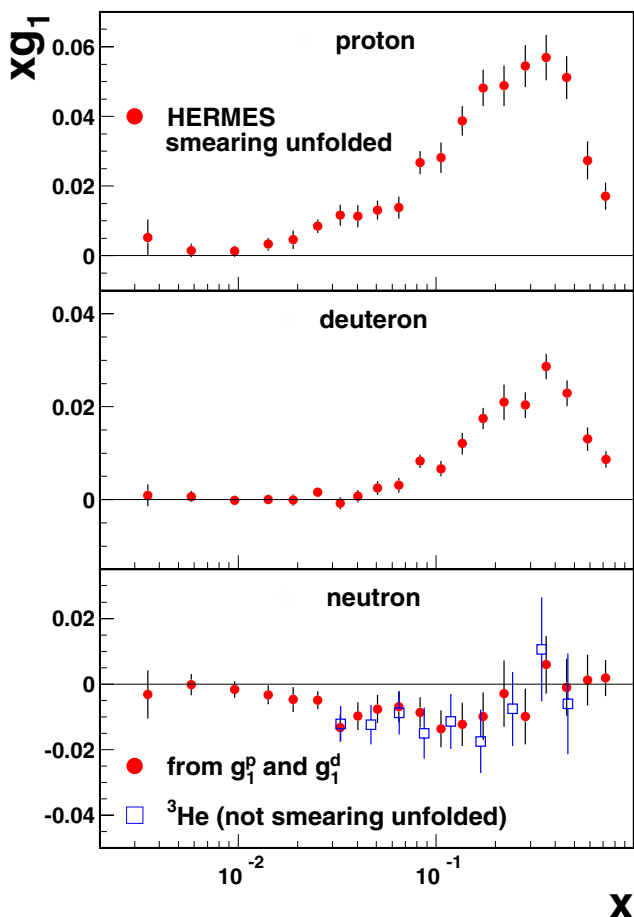 xg₁
proton
0.06
HERMES
smearing unfolded
0.04
0.02
0
deuteron
0.04
0.02
0
neutron
0.02
0
-0.02
from g₁ᵖ and g₁ᵈ
³He (not smearing unfolded)
-0.04
10⁻²
10⁻¹
x